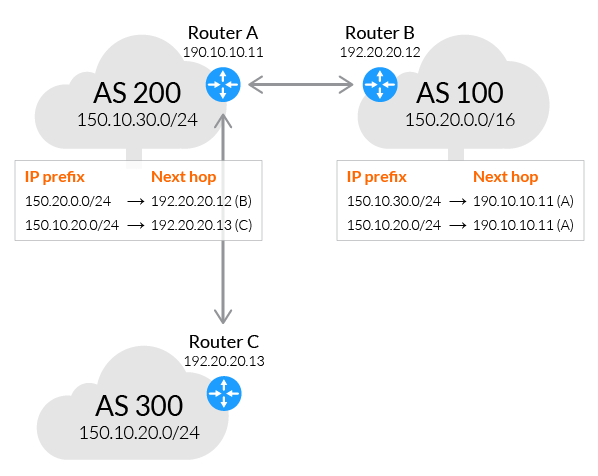 Router A
190.10.10.11
Router B
192.20.20.12
AS 200
150.10.30.0/24
AS 100
150.20.0.0/16
IP prefix Next hop
150.20.0.0/24 → 192.20.20.12 (B)
150.10.20.0/24 → 192.20.20.13 (C)
IP prefix Next hop
150.10.30.0/24 → 190.10.10.11 (A)
150.10.20.0/24 → 190.10.10.11 (A)
Router C
192.20.20.13
AS 300
150.10.20.0/24